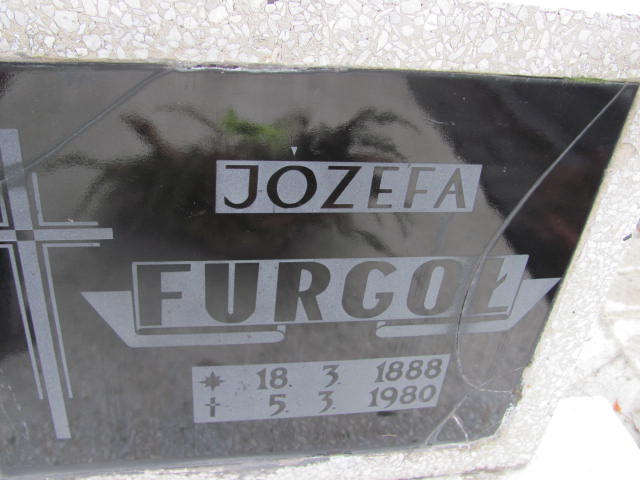 JÓZEFA
FURGOŁ
* 18. 3. 1888
† 5. 3. 1980